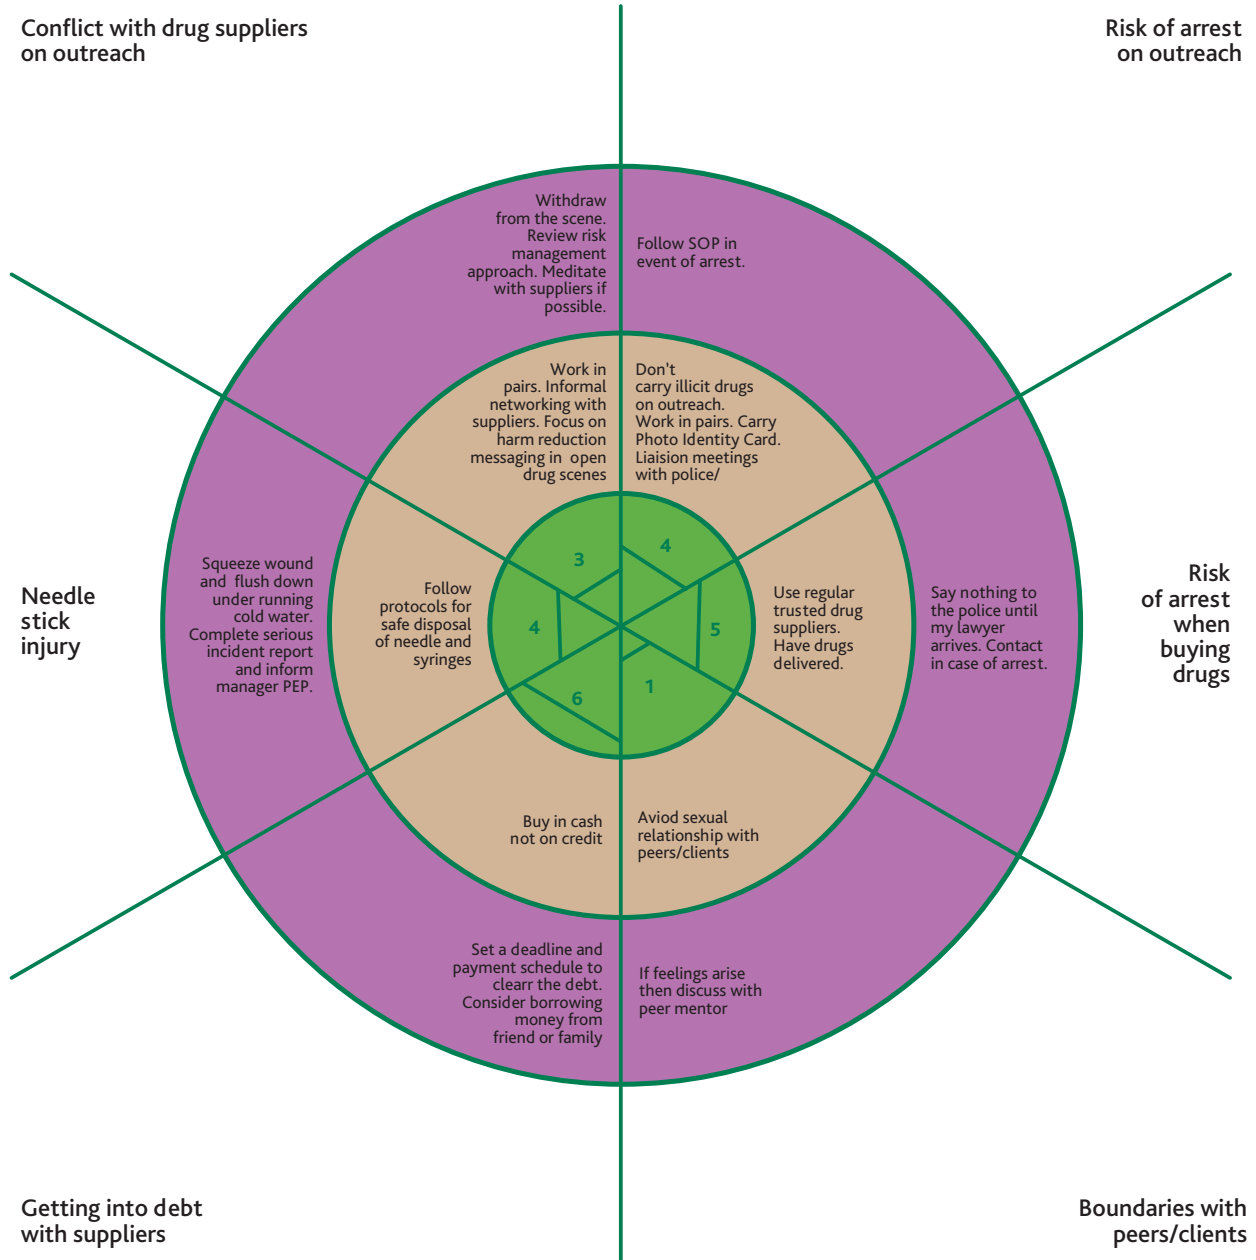 Conflict with drug suppliers
on outreach
Risk of arrest
on outreach
Withdraw
from the scene.
Review risk
management
approach. Meditate
with suppliers if
possible.
Follow SOP in
event of arrest.
Work in
pairs. Informal
networking with
suppliers. Focus on
harm reduction
messaging in open
drug scenes
Don't
carry illicit drugs
on outreach.
Work in pairs. Carry
Photo Identity Card.
Liaision meetings
with police/
3
4
Needle
stick
injury
Squeeze wound
and flush down
under running
cold water.
Complete serious
incident report
and inform
manager PEP.
Follow
protocols for
safe disposal
of needle and
syringes
4
5
Use regular
trusted drug
suppliers.
Have drugs
delivered.
Say nothing to
the police until
my lawyer
arrives. Contact
in case of arrest.
Risk
of arrest
when
buying
drugs
6
1
Buy in cash
not on credit
Aviod sexual
relationship with
peers/clients
Set a deadline and
payment schedule to
clearr the debt.
Consider borrowing
money from
friend or family
If feelings arise
then discuss with
peer mentor
Getting into debt
with suppliers
Boundaries with
peers/clients